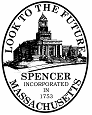 LOOK TO THE FUTURE
SPENCER
INCORPORATED
IN
1753
MASSACHUSETTS